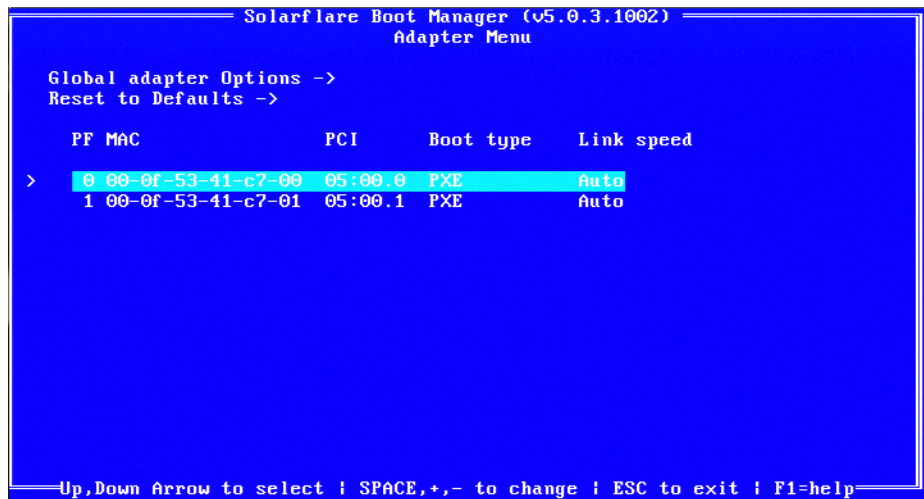 Solarflare Boot Manager (v5.0.3.1002)
Adapter Menu
Global adapter Options ->
Reset to Defaults ->
PF MAC PCI Boot type Link speed
> 0 00-0f-53-41-c7-00 05:00.0 PXE Auto
1 00-0f-53-41-c7-01 05:00.1 PXE Auto
Up,Down Arrow to select ¦ SPACE,+,- to change ¦ ESC to exit ¦ F1=help